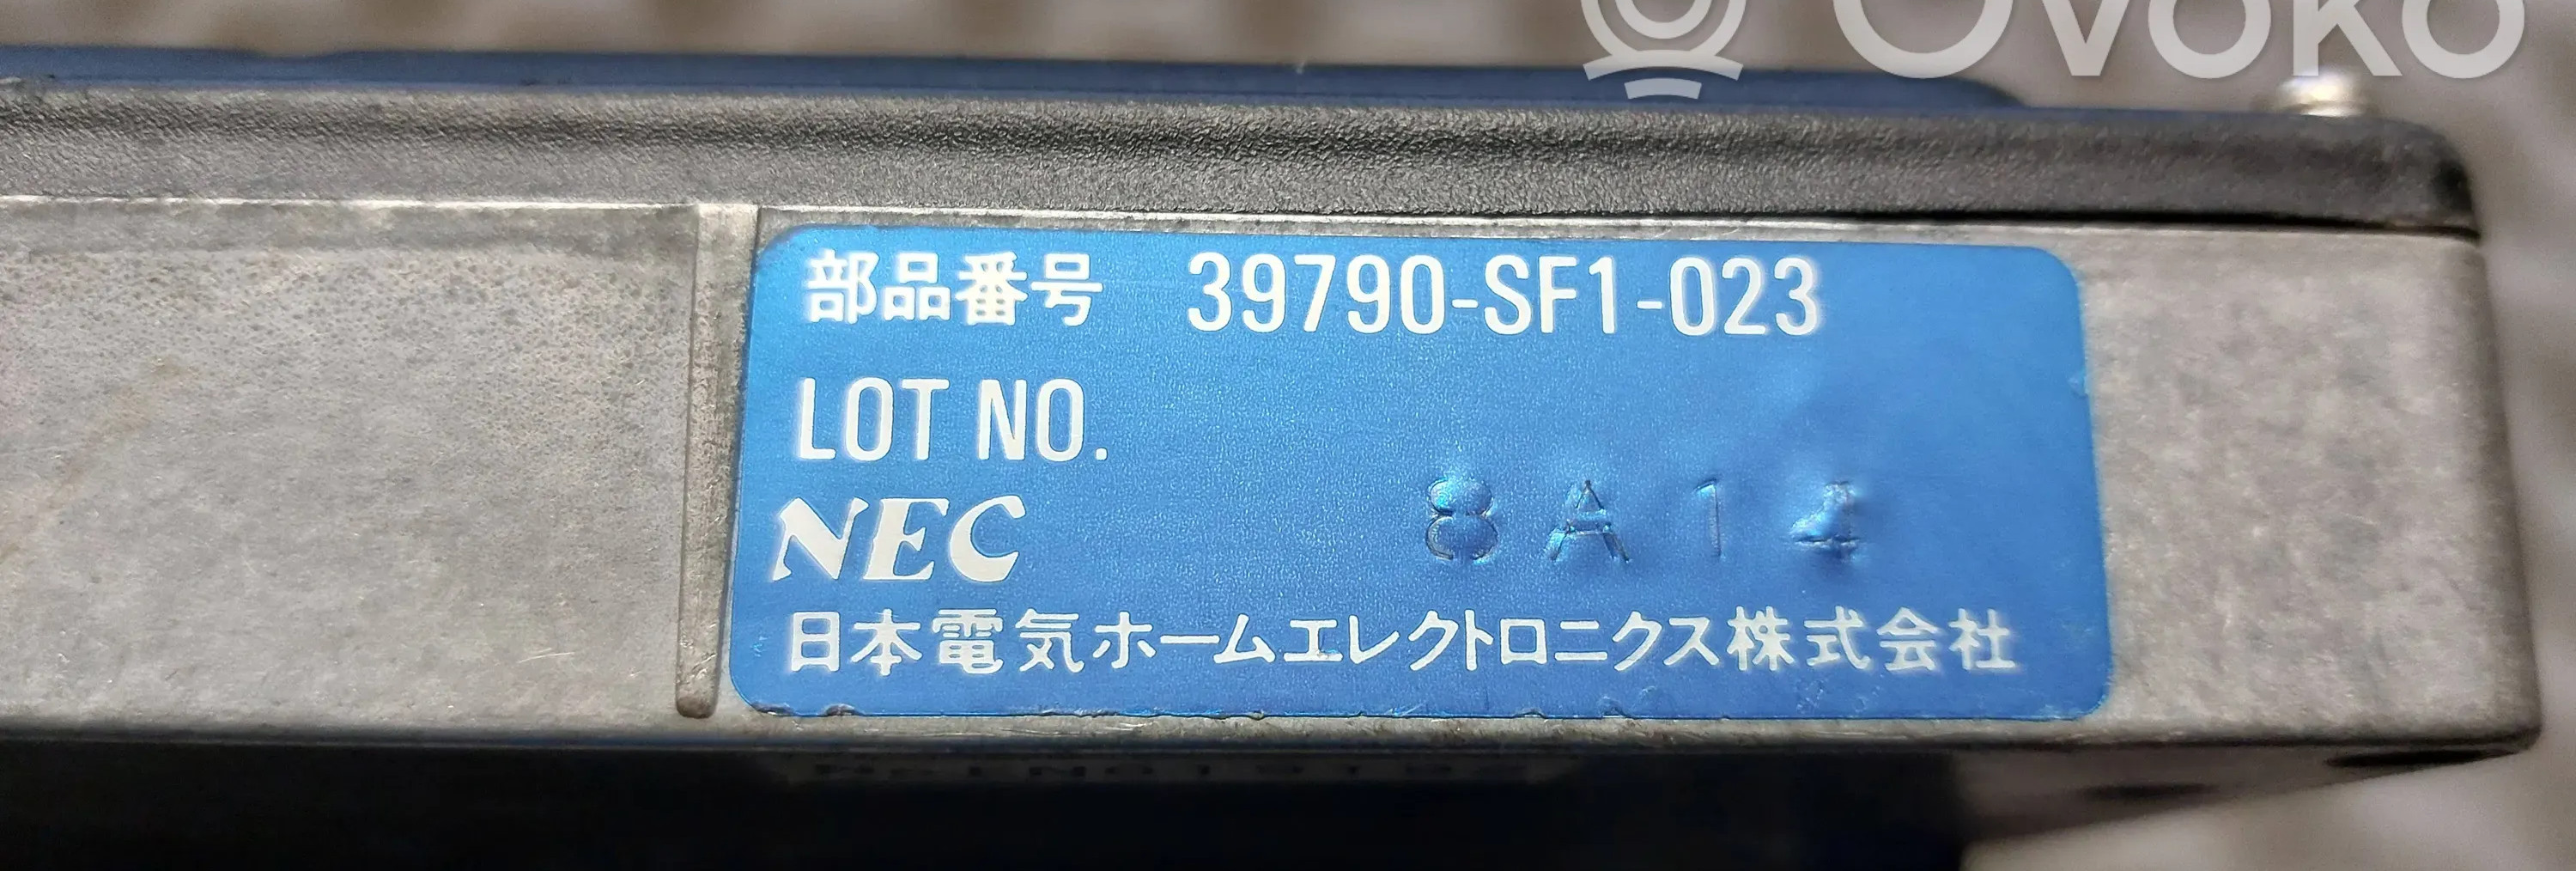 Ovoko
部品番号 39790-SF1-023
LOT NO.
NEC 8A14
日本電気ホームエレクトロニクス株式会社